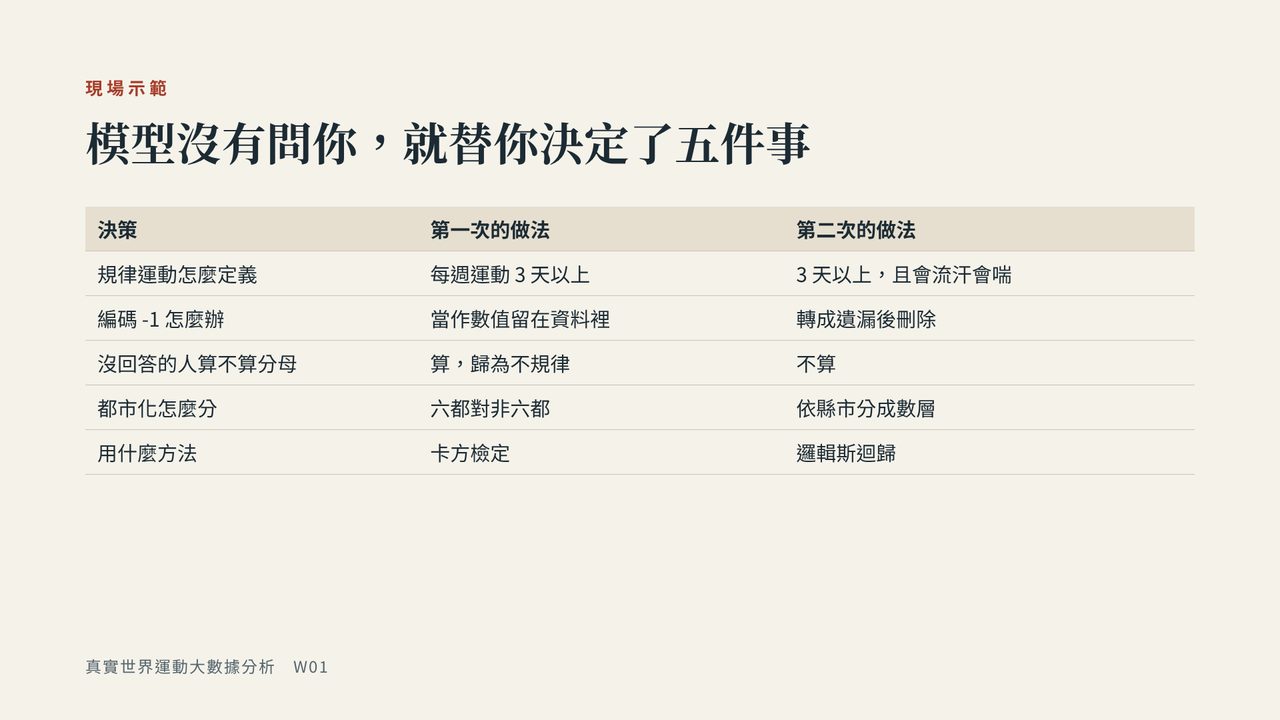 現場示範
模型沒有問你，就替你決定了五件事
決策 第一次的做法 第二次的做法
規律運動怎麼定義 每週運動 3 天以上 3 天以上，且會流汗會喘
編碼 -1 怎麼辦 當作數值留在資料裡 轉成遺漏後刪除
沒回答的人算不算分母 算，歸為不規律 不算
都市化怎麼分 六都對非六都 依縣市分成數層
用什麼方法 卡方檢定 邏輯斯迴歸
真實世界運動大數據分析 W01